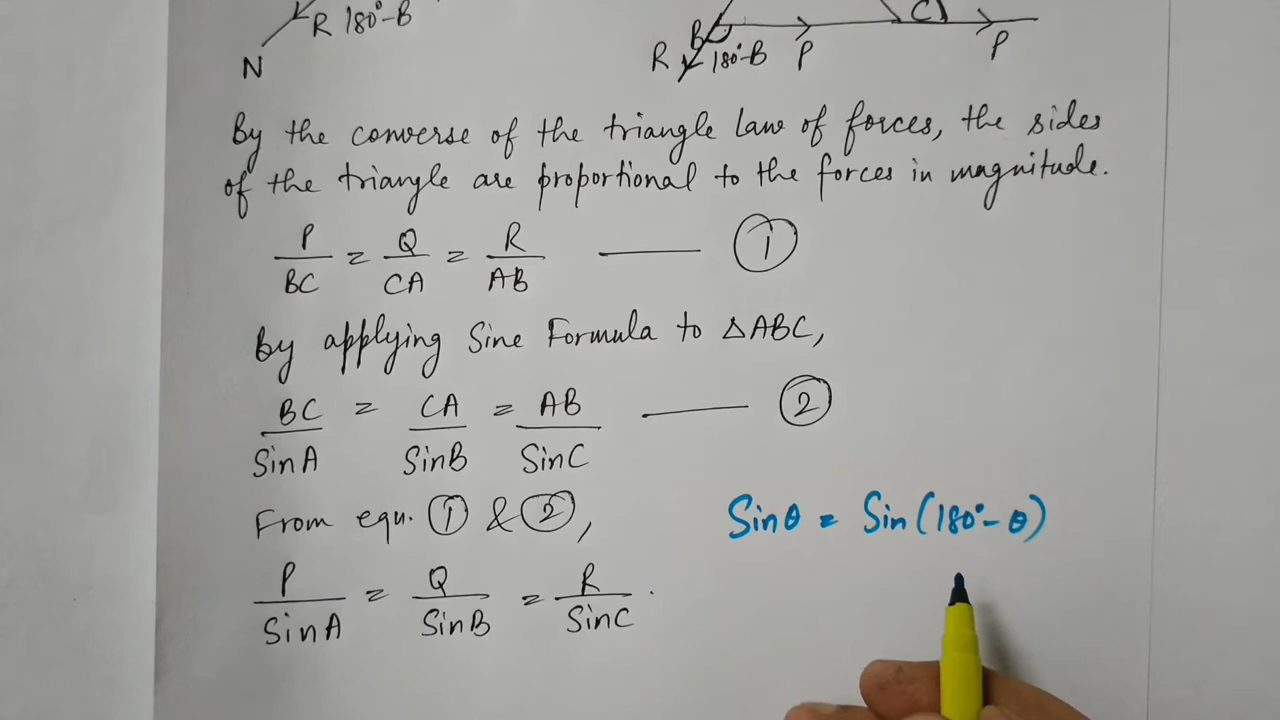 R 180°-B
N
B
C
R
180°-B
P
P
By the converse of the triangle Law of forces, the sides
of the triangle are proportional to the forces in magnitude.
P/BC = Q/CA = R/AB —— 1
By applying Sine Formula to △ABC,
BC/SinA = CA/SinB = AB/SinC —— 2
From equ. 1 & 2,
Sinθ = Sin(180°-θ)
P/SinA = Q/SinB = R/SinC.